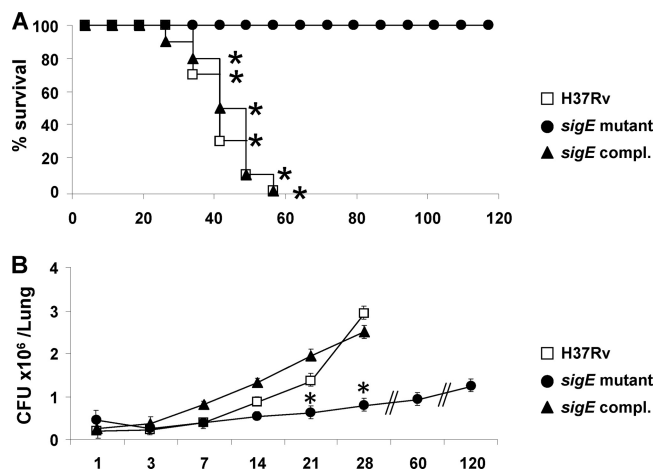 A
% survival
100
80
60
40
20
0
0 20 40 60 80 100 120
* * * * * *
H37Rv
sigE mutant
sigE compl.
B
CFU x10⁶ /Lung
4
3
2
1
0
1 3 7 14 21 28 60 120
* *
// //
H37Rv
sigE mutant
sigE compl.